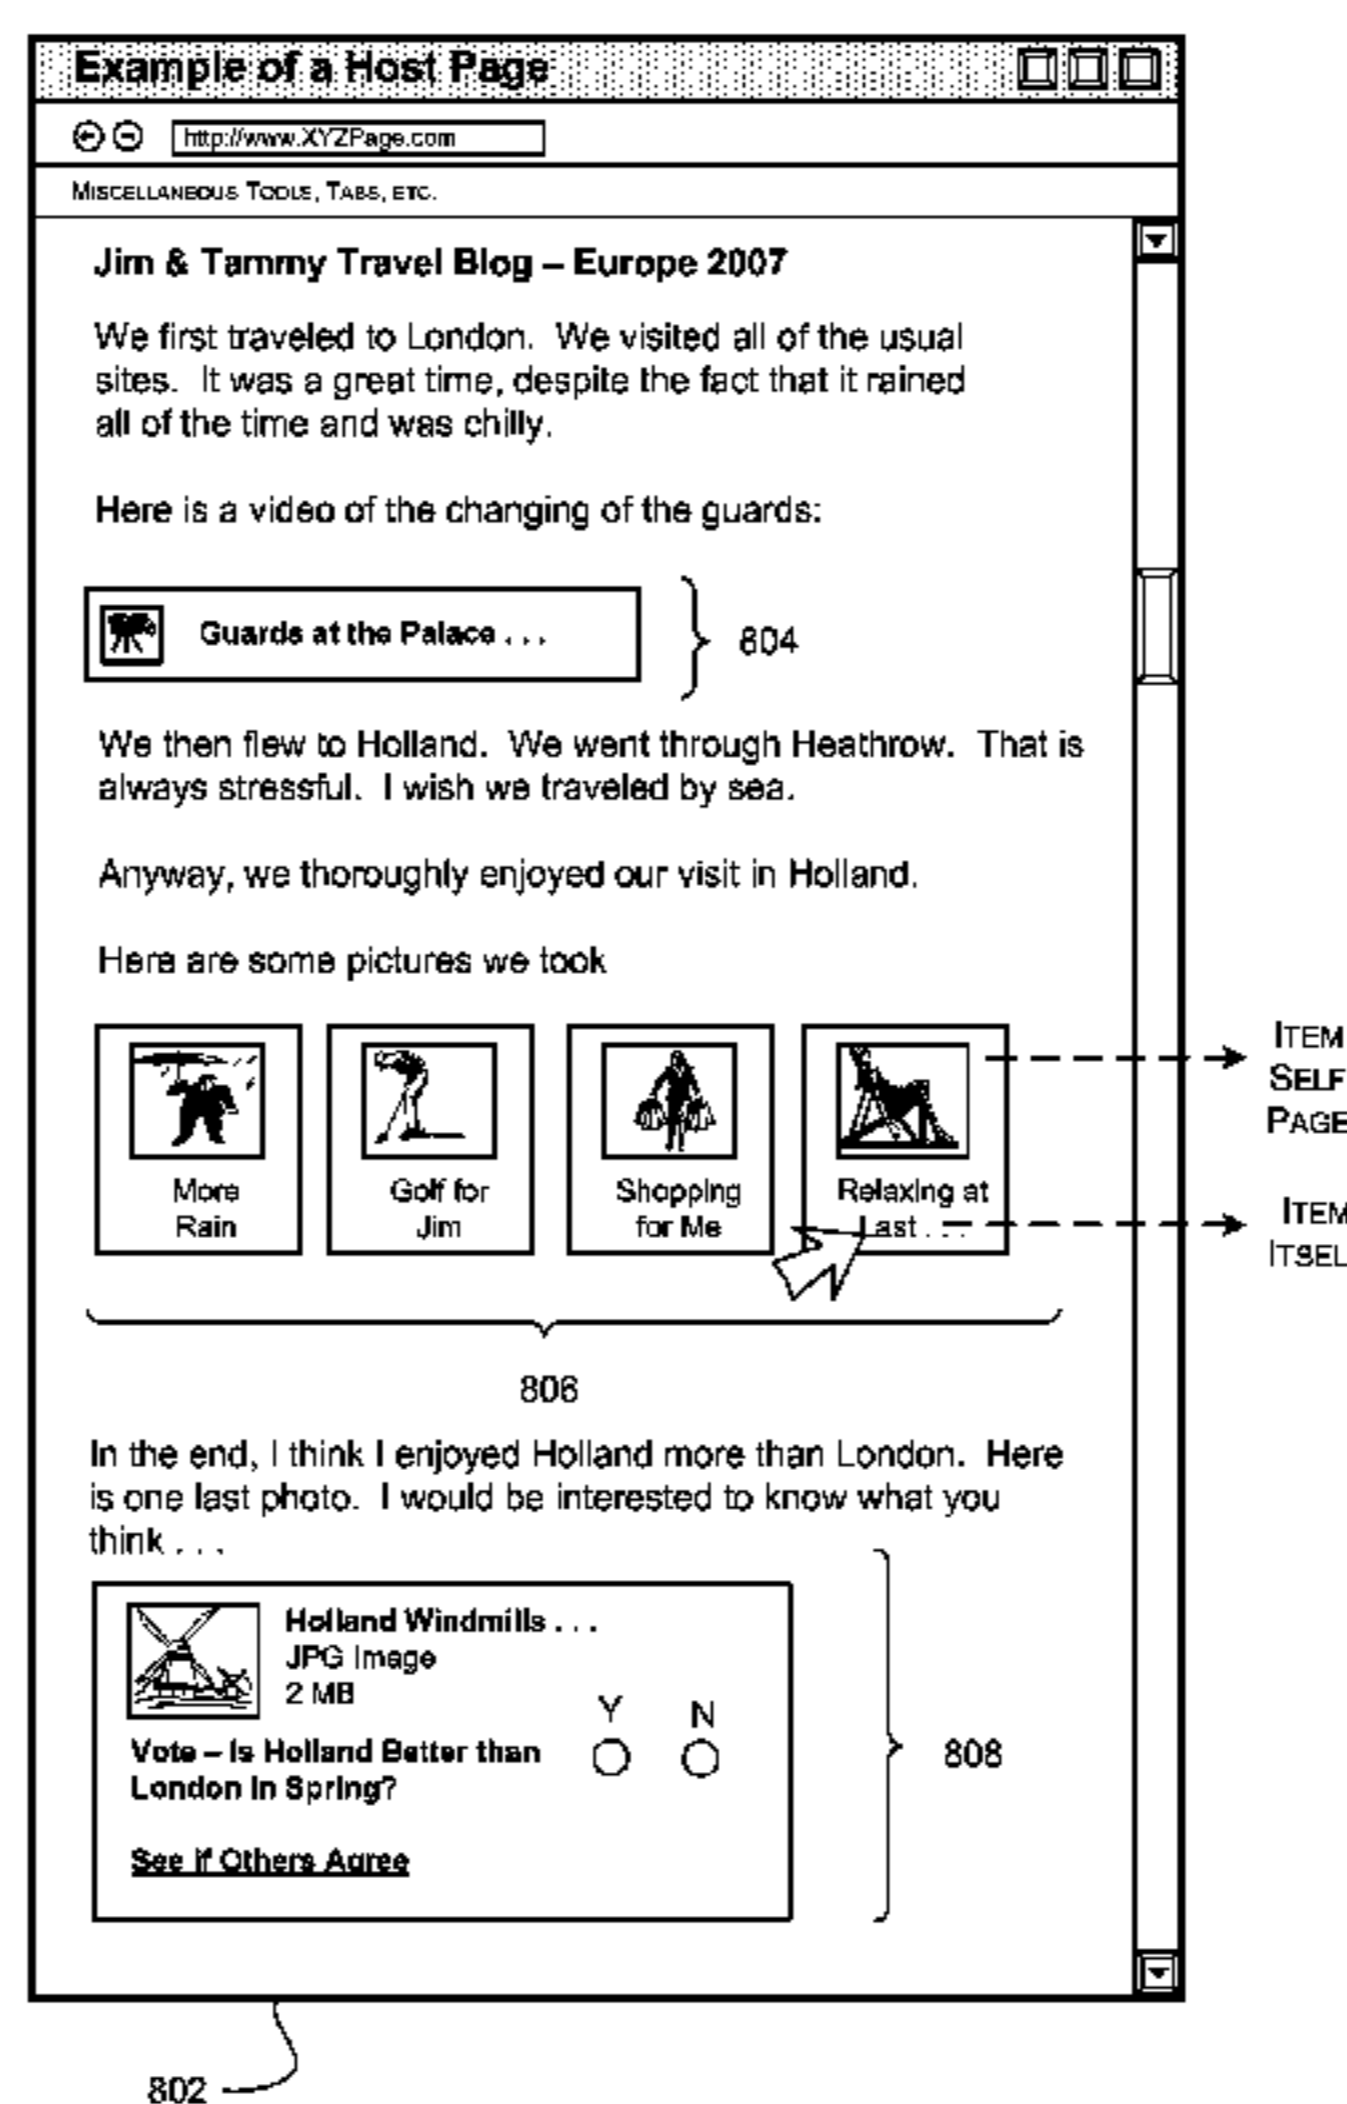 Example of a Host Page
http://www.XYZPage.com
MISCELLANEOUS TOOLS, TABS, ETC.
Jim & Tammy Travel Blog – Europe 2007
We first traveled to London. We visited all of the usual
sites. It was a great time, despite the fact that it rained
all of the time and was chilly.
Here is a video of the changing of the guards:
Guards at the Palace . . .
804
We then flew to Holland. We went through Heathrow. That is
always stressful. I wish we traveled by sea.
Anyway, we thoroughly enjoyed our visit in Holland.
Here are some pictures we took
More
Rain
Golf for
Jim
Shopping
for Me
Relaxing at
Last . . .
ITEM
SELF
PAGE
ITEM
ITSEL
806
In the end, I think I enjoyed Holland more than London. Here
is one last photo. I would be interested to know what you
think . . .
Holland Windmills . . .
JPG Image
2 MB
Y N
Vote – Is Holland Better than
London in Spring?
See if Others Agree
808
802